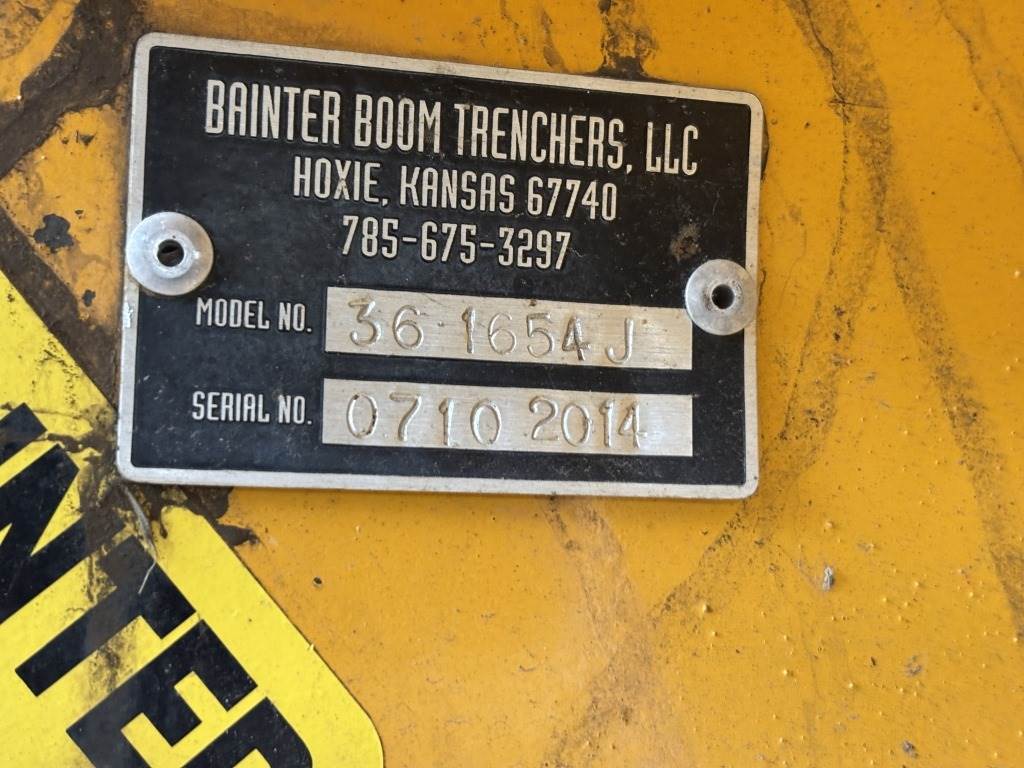 BAINTER BOOM TRENCHERS, LLC
HOXIE, KANSAS 67740
785-675-3297
MODEL NO. 36 1654 J
SERIAL NO. 0710 2014